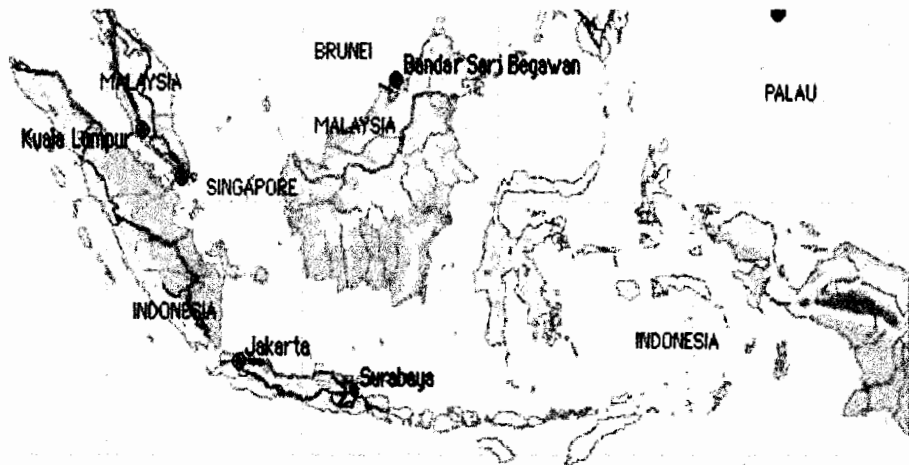 BRUNEI
Bandar Seri Begawan
MALAYSIA
PALAU
MALAYSIA
Kuala Lumpur
SINGAPORE
INDONESIA
INDONESIA
Jakarta
Surabaya